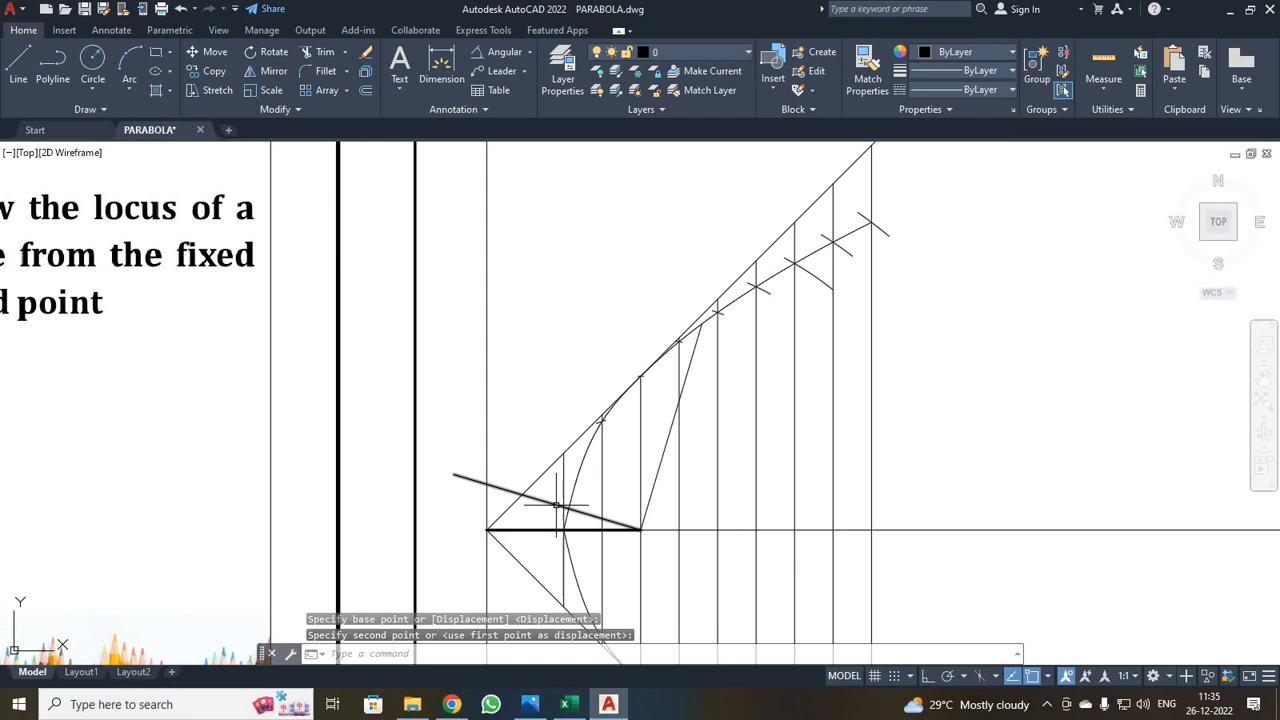 Share
Autodesk AutoCAD 2022 PARABOLA.dwg
Type a keyword or phrase
Sign In
Home Insert Annotate Parametric View Manage Output Add-ins Collaborate Express Tools Featured Apps
Line Polyline Circle Arc
Move Rotate Trim
Copy Mirror Fillet
Stretch Scale Array
Text Dimension
Angular
Leader
Table
Layer
Properties
0
Make Current
Match Layer
Insert
Create
Edit
Match
Properties
ByLayer
ByLayer
ByLayer
Group
Measure
Paste
Base
Draw Modify Annotation Layers Block Properties Groups Utilities Clipboard View
Start PARABOLA*
[−][Top][2D Wireframe]
w the locus of a
e from the fixed
d point
N
W TOP E
S
WCS
Y
X
Specify base point or [Displacement] <Displacement>:
Specify second point or <use first point as displacement>:
Type a command
Model Layout1 Layout2
MODEL
1:1
Type here to search
29°C Mostly cloudy
ENG
11:35
26-12-2022